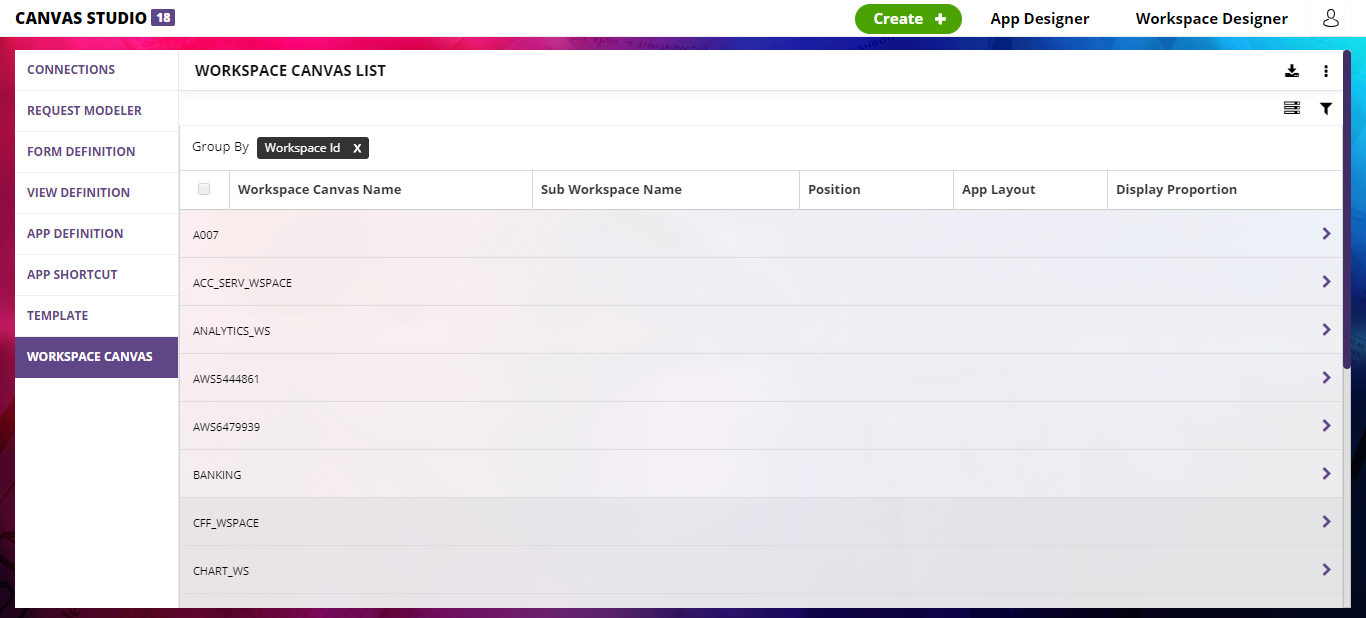 CANVAS STUDIO 18
Create +
App Designer
Workspace Designer
CONNECTIONS
REQUEST MODELER
FORM DEFINITION
VIEW DEFINITION
APP DEFINITION
APP SHORTCUT
TEMPLATE
WORKSPACE CANVAS
WORKSPACE CANVAS LIST
Group By Workspace Id x
Workspace Canvas Name Sub Workspace Name Position App Layout Display Proportion
A007
ACC_SERV_WSPACE
ANALYTICS_WS
AWS5444861
AWS6479939
BANKING
CFF_WSPACE
CHART_WS